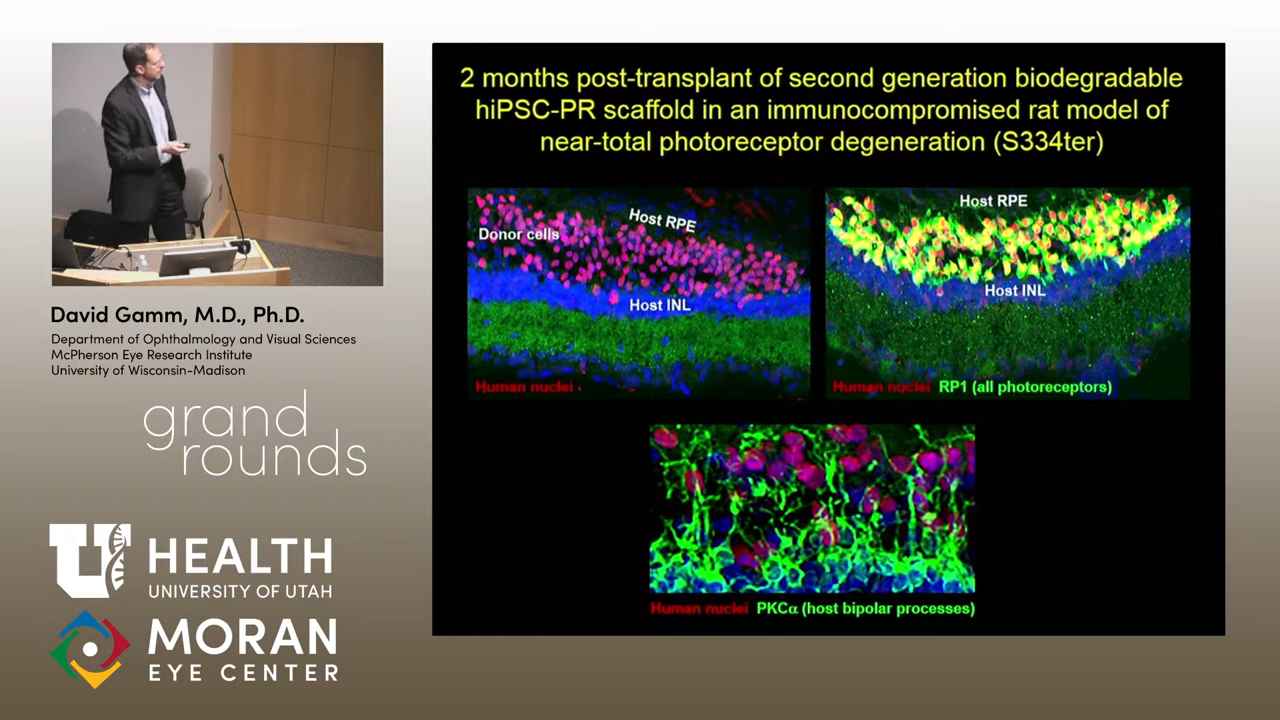 2 months post-transplant of second generation biodegradable
hiPSC-PR scaffold in an immunocompromised rat model of
near-total photoreceptor degeneration (S334ter)
Host RPE
Donor cells
Host INL
Human nuclei
Host RPE
Host INL
Human nuclei RP1 (all photoreceptors)
Human nuclei PKCα (host bipolar processes)
David Gamm, M.D., Ph.D.
Department of Ophthalmology and Visual Sciences
McPherson Eye Research Institute
University of Wisconsin-Madison
grand
rounds
U HEALTH
UNIVERSITY OF UTAH
MORAN
EYE CENTER